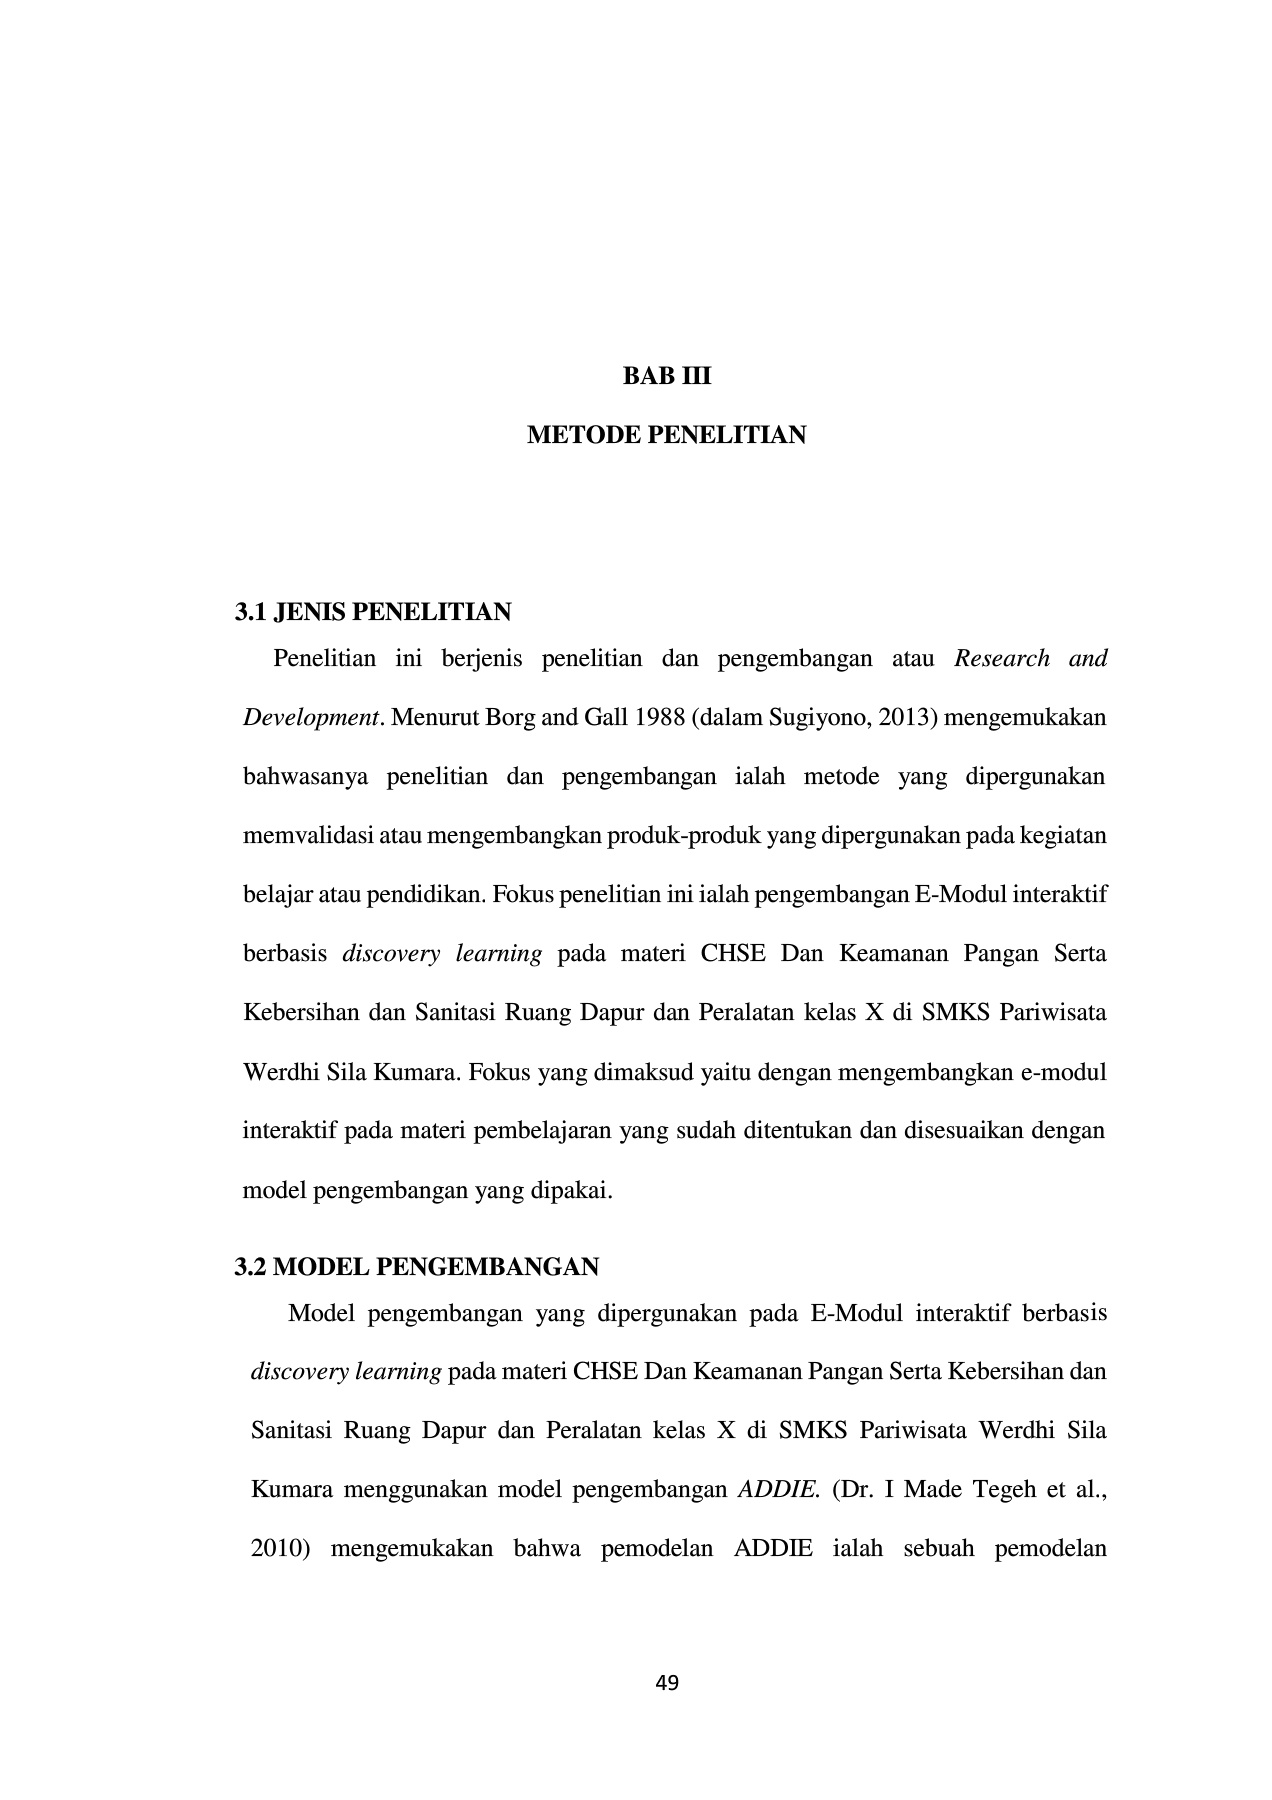 BAB III
METODE PENELITIAN
3.1 JENIS PENELITIAN
Penelitian ini berjenis penelitian dan pengembangan atau Research and
Development. Menurut Borg and Gall 1988 (dalam Sugiyono, 2013) mengemukakan
bahwasanya penelitian dan pengembangan ialah metode yang dipergunakan
memvalidasi atau mengembangkan produk-produk yang dipergunakan pada kegiatan
belajar atau pendidikan. Fokus penelitian ini ialah pengembangan E-Modul interaktif
berbasis discovery learning pada materi CHSE Dan Keamanan Pangan Serta
Kebersihan dan Sanitasi Ruang Dapur dan Peralatan kelas X di SMKS Pariwisata
Werdhi Sila Kumara. Fokus yang dimaksud yaitu dengan mengembangkan e-modul
interaktif pada materi pembelajaran yang sudah ditentukan dan disesuaikan dengan
model pengembangan yang dipakai.
3.2 MODEL PENGEMBANGAN
Model pengembangan yang dipergunakan pada E-Modul interaktif berbasis
discovery learning pada materi CHSE Dan Keamanan Pangan Serta Kebersihan dan
Sanitasi Ruang Dapur dan Peralatan kelas X di SMKS Pariwisata Werdhi Sila
Kumara menggunakan model pengembangan ADDIE. (Dr. I Made Tegeh et al.,
2010) mengemukakan bahwa pemodelan ADDIE ialah sebuah pemodelan
49